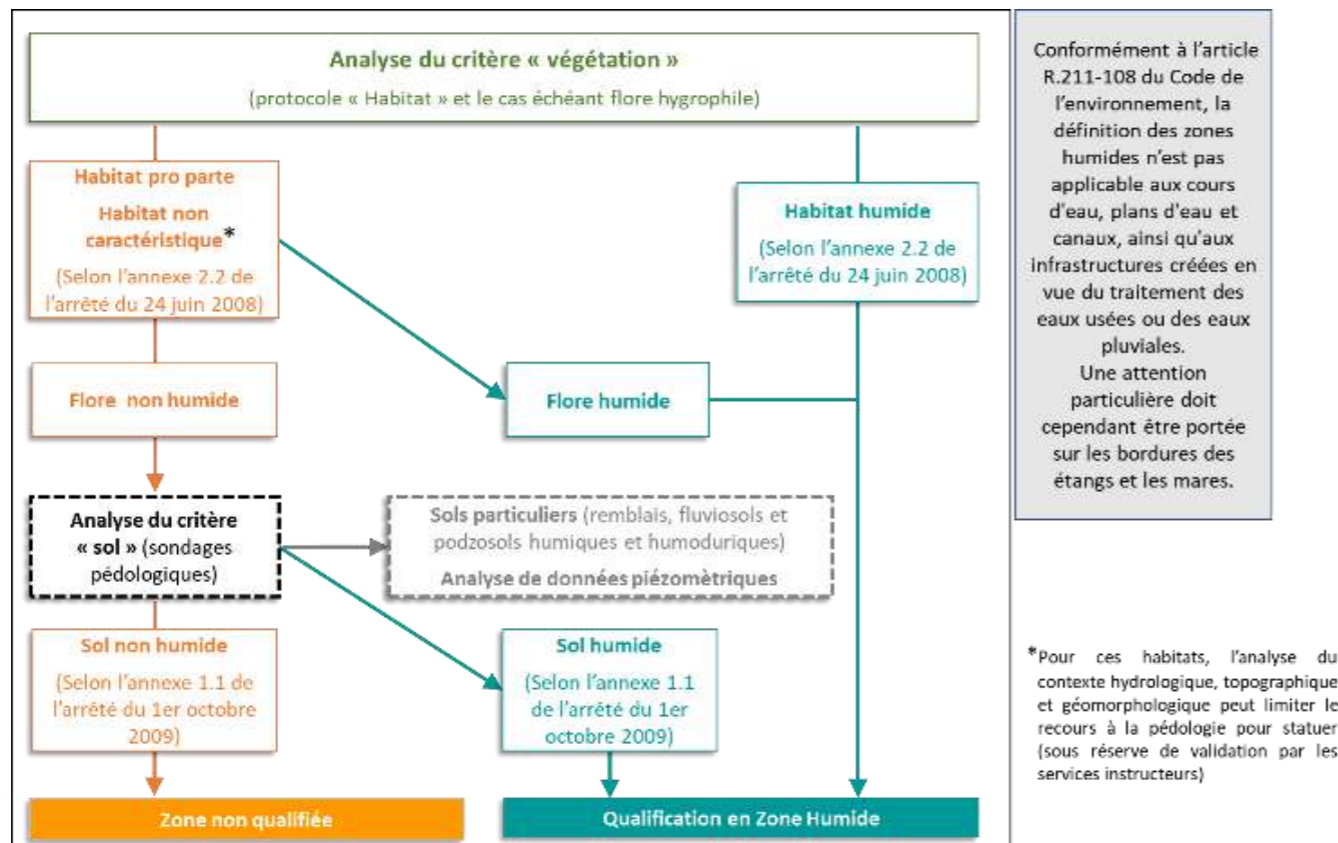 Analyse du critère « végétation »
(protocole « Habitat » et le cas échéant flore hygrophile)
Habitat pro parte
Habitat non
caractéristique*
(Selon l'annexe 2.2 de
l'arrêté du 24 juin 2008)
Habitat humide
(Selon l'annexe 2.2 de
l'arrêté du 24 juin 2008)
Flore non humide
Flore humide
Analyse du critère
« sol » (sondages
pédologiques)
Sols particuliers (remblais, fluviosols et
podzosols humiques et humoduriques)
Analyse de données piézomètriques
Sol non humide
(Selon l'annexe 1.1 de
l'arrêté du 1er octobre
2009)
Sol humide
(Selon l'annexe 1.1
de l'arrêté du 1er
octobre 2009)
Zone non qualifiée
Qualification en Zone Humide
Conformément à l'article
R.211-108 du Code de
l'environnement, la
définition des zones
humides n'est pas
applicable aux cours
d'eau, plans d'eau et
canaux, ainsi qu'aux
infrastructures créées en
vue du traitement des
eaux usées ou des eaux
pluviales.
Une attention
particulière doit
cependant être portée
sur les bordures des
étangs et les mares.
*Pour ces habitats, l'analyse du
contexte hydrologique, topographique
et géomorphologique peut limiter le
recours à la pédologie pour statuer
(sous réserve de validation par les
services instructeurs)